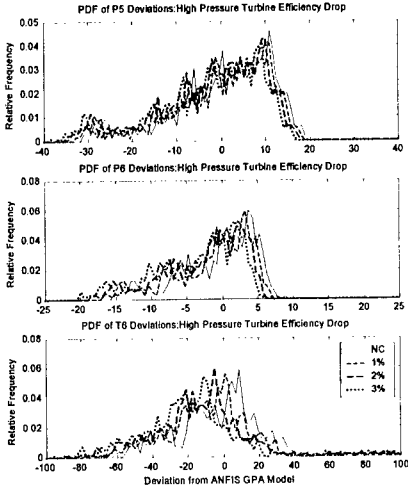 PDF of P5 Deviations:High Pressure Turbine Efficiency Drop
0.05
0.04
0.03
0.02
0.01
0
Relative Frequency
-40 -30 -20 -10 0 10 20 30 40
PDF of P6 Deviations:High Pressure Turbine Efficiency Drop
0.08
0.06
0.04
0.02
0
Relative Frequency
-25 -20 -15 -10 -5 0 5 10 15 20 25
PDF of T6 Deviations:High Pressure Turbine Efficiency Drop
0.08
0.06
0.04
0.02
0
Relative Frequency
NC
1%
2%
3%
-100 -80 -60 -40 -20 0 20 40 60 80 100
Deviation from ANFIS GPA Model